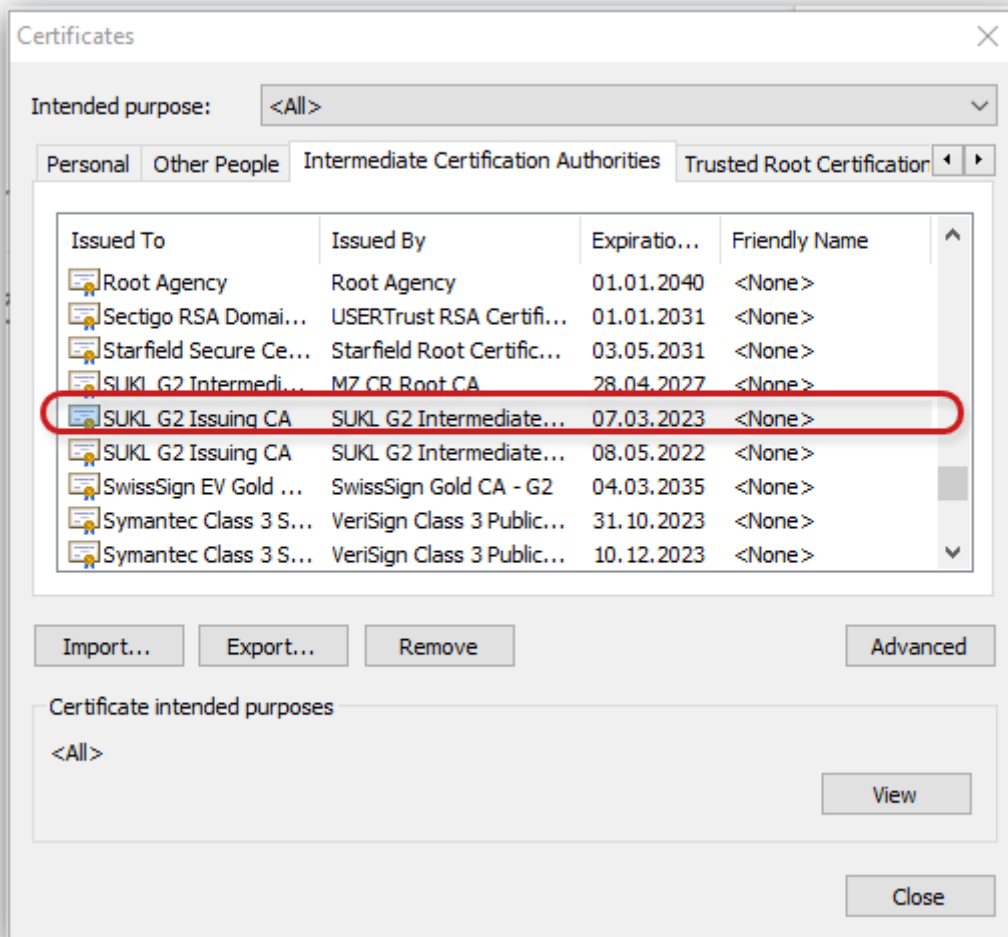 Certificates
Intended purpose: <All>
Personal Other People Intermediate Certification Authorities Trusted Root Certification
Issued To Issued By Expiratio... Friendly Name
Root Agency Root Agency 01.01.2040 <None>
Sectigo RSA Domai... USERTrust RSA Certifi... 01.01.2031 <None>
Starfield Secure Ce... Starfield Root Certific... 03.05.2031 <None>
SUKL G2 Intermedi... MZ CR Root CA 28.04.2027 <None>
SUKL G2 Issuing CA SUKL G2 Intermediate... 07.03.2023 <None>
SUKL G2 Issuing CA SUKL G2 Intermediate... 08.05.2022 <None>
SwissSign EV Gold ... SwissSign Gold CA - G2 04.03.2035 <None>
Symantec Class 3 S... VeriSign Class 3 Public... 31.10.2023 <None>
Symantec Class 3 S... VeriSign Class 3 Public... 10.12.2023 <None>
Import... Export... Remove Advanced
Certificate intended purposes
<All>
View
Close